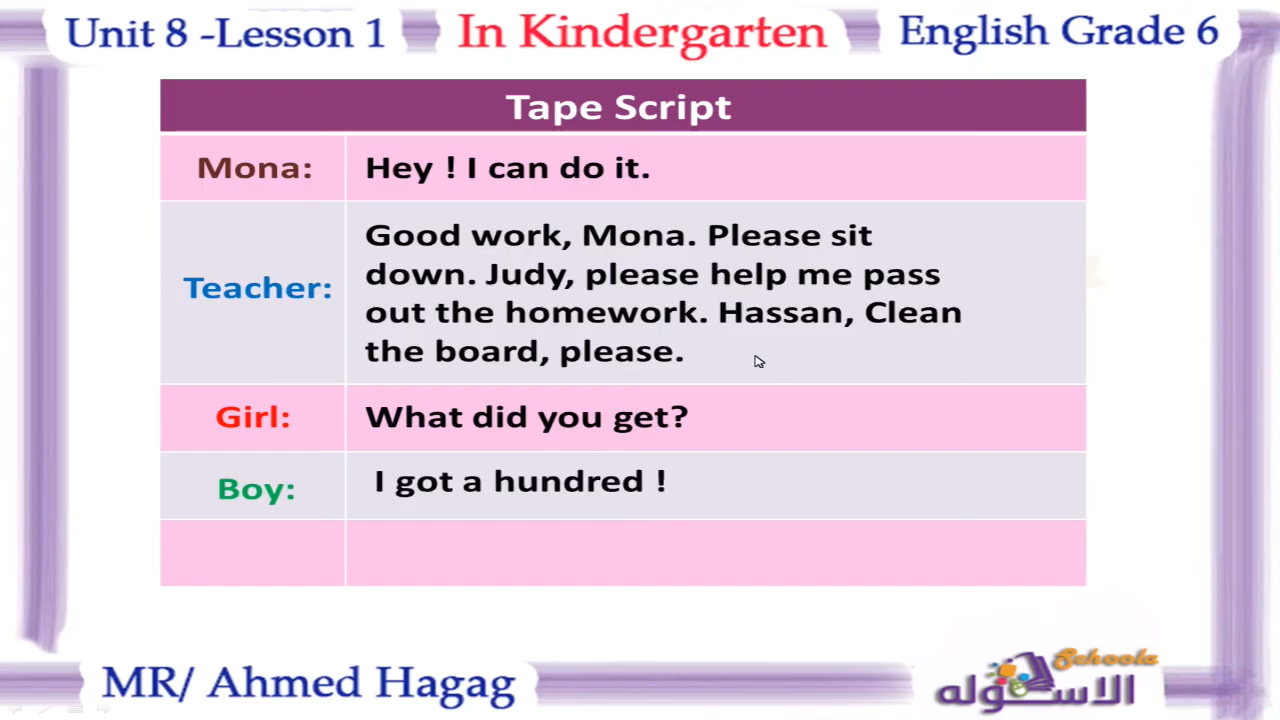 Unit 8 -Lesson 1
In Kindergarten
English Grade 6
Tape Script
Mona:
Hey ! I can do it.
Teacher:
Good work, Mona. Please sit
down. Judy, please help me pass
out the homework. Hassan, Clean
the board, please.
Girl:
What did you get?
Boy:
I got a hundred !
MR/ Ahmed Hagag
Schoola
الاسكوله